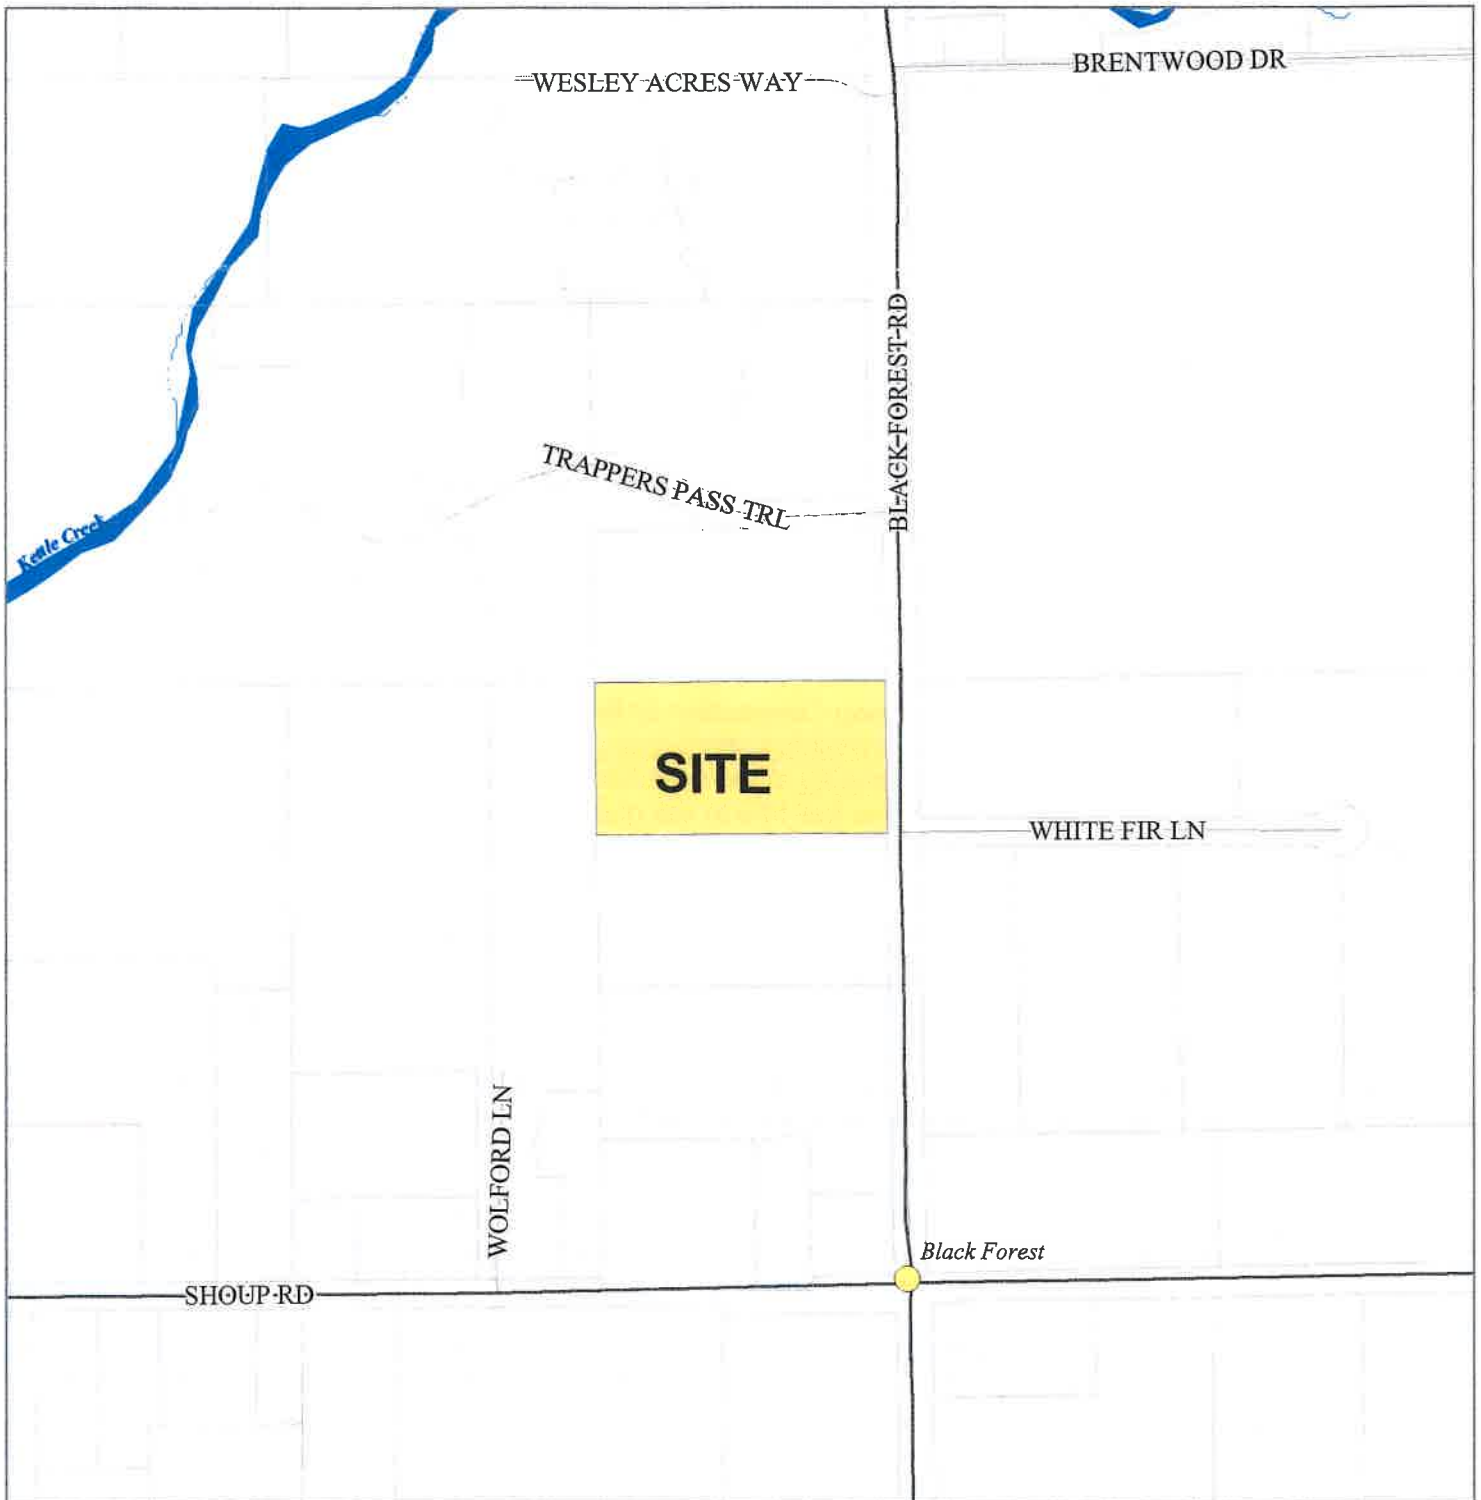 BRENTWOOD DR
WESLEY ACRES WAY
BLACK FOREST RD
TRAPPERS PASS TRL
Kettle Creek
SITE
WHITE FIR LN
WOLFORD LN
Black Forest
SHOUP RD